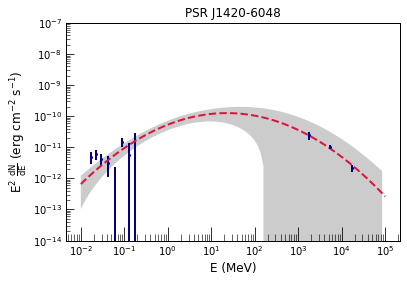 PSR J1420-6048
10⁻⁷
10⁻⁸
10⁻⁹
10⁻¹⁰
10⁻¹¹
10⁻¹²
10⁻¹³
10⁻¹⁴
E² dN/dE (erg cm⁻² s⁻¹)
10⁻² 10⁻¹ 10⁰ 10¹ 10² 10³ 10⁴ 10⁵
E (MeV)